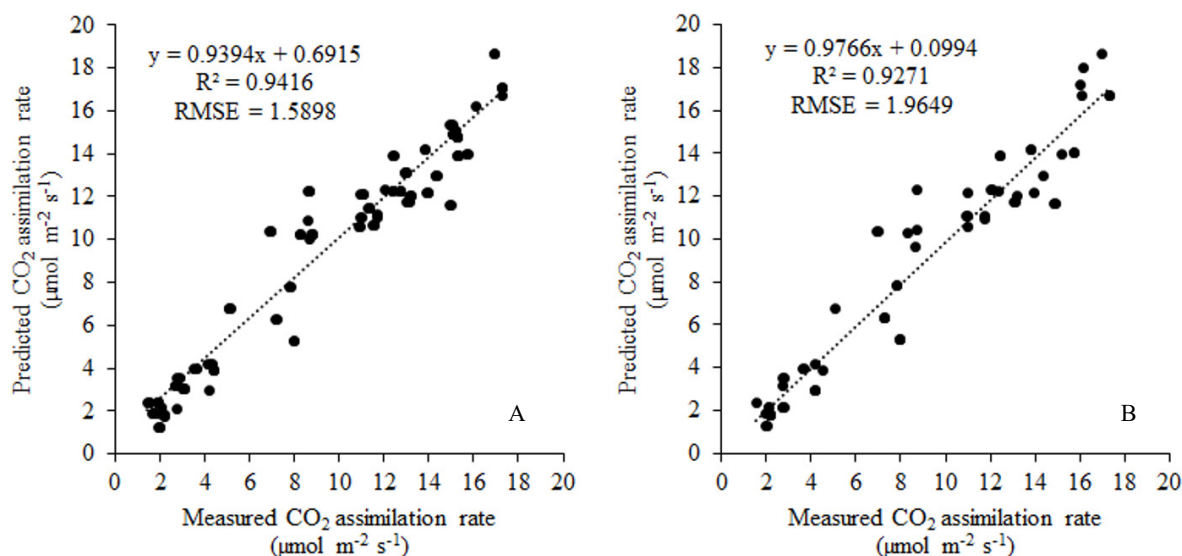 y = 0.9394x + 0.6915
R² = 0.9416
RMSE = 1.5898
Predicted CO₂ assimilation rate
(µmol m⁻² s⁻¹)
20
18
16
14
12
10
8
6
4
2
0
A
0 2 4 6 8 10 12 14 16 18 20
Measured CO₂ assimilation rate
(µmol m⁻² s⁻¹)
y = 0.9766x + 0.0994
R² = 0.9271
RMSE = 1.9649
Predicted CO₂ assimilation rate
(µmol m⁻² s⁻¹)
20
18
16
14
12
10
8
6
4
2
0
B
0 2 4 6 8 10 12 14 16 18 20
Measured CO₂ assimilation rate
(µmol m⁻² s⁻¹)